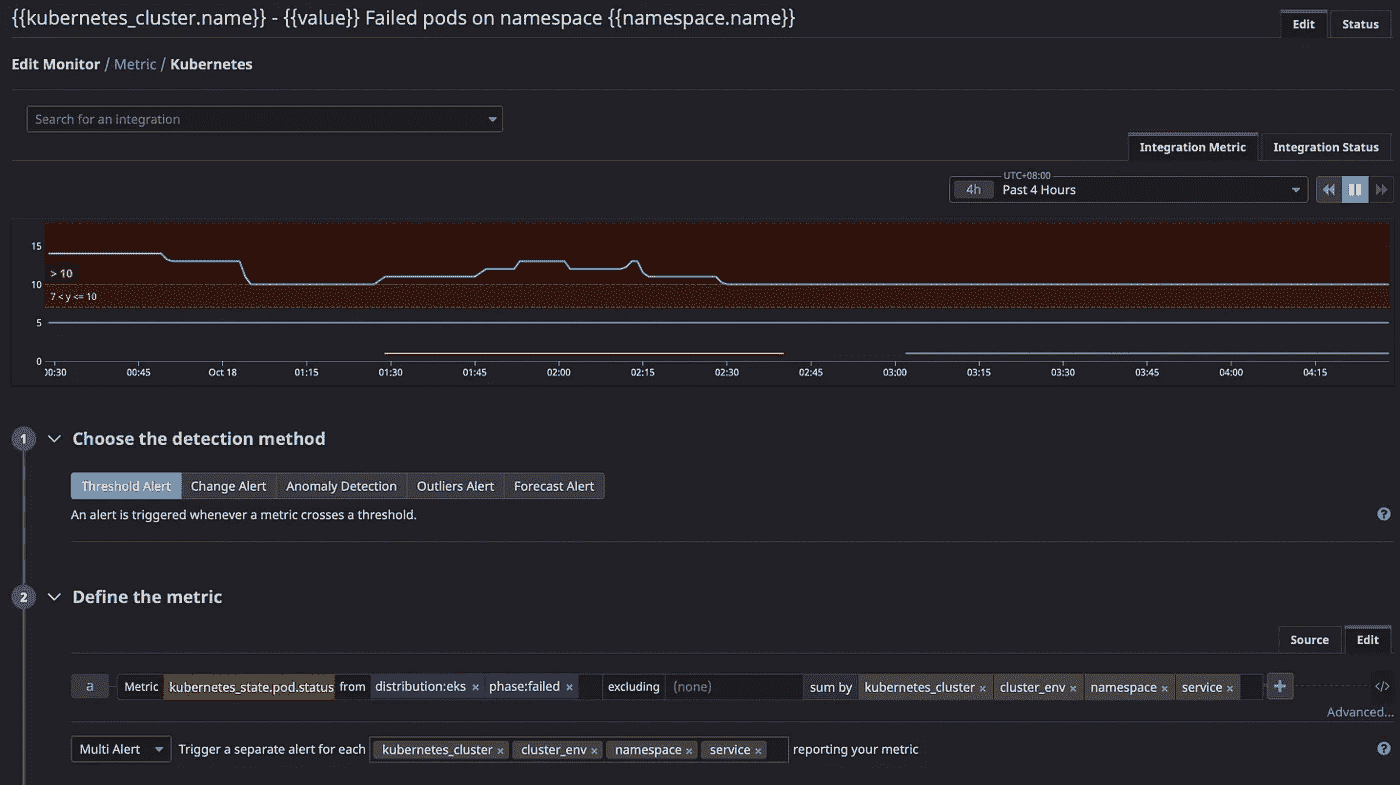 {{kubernetes_cluster.name}} - {{value}} Failed pods on namespace {{namespace.name}}
Edit Status
Edit Monitor / Metric / Kubernetes
Search for an integration
Integration Metric Integration Status
UTC+08:00
4h Past 4 Hours
15
> 10
10
7 < y <= 10
5
0
00:30 00:45 Oct 18 01:15 01:30 01:45 02:00 02:15 02:30 02:45 03:00 03:15 03:30 03:45 04:00 04:15
1 Choose the detection method
Threshold Alert Change Alert Anomaly Detection Outliers Alert Forecast Alert
An alert is triggered whenever a metric crosses a threshold.
?
2 Define the metric
Source Edit
a Metric kubernetes_state.pod.status from distribution:eks × phase:failed × excluding (none) sum by kubernetes_cluster × cluster_env × namespace × service × + </>
Advanced...
Multi Alert Trigger a separate alert for each kubernetes_cluster × cluster_env × namespace × service × reporting your metric ?